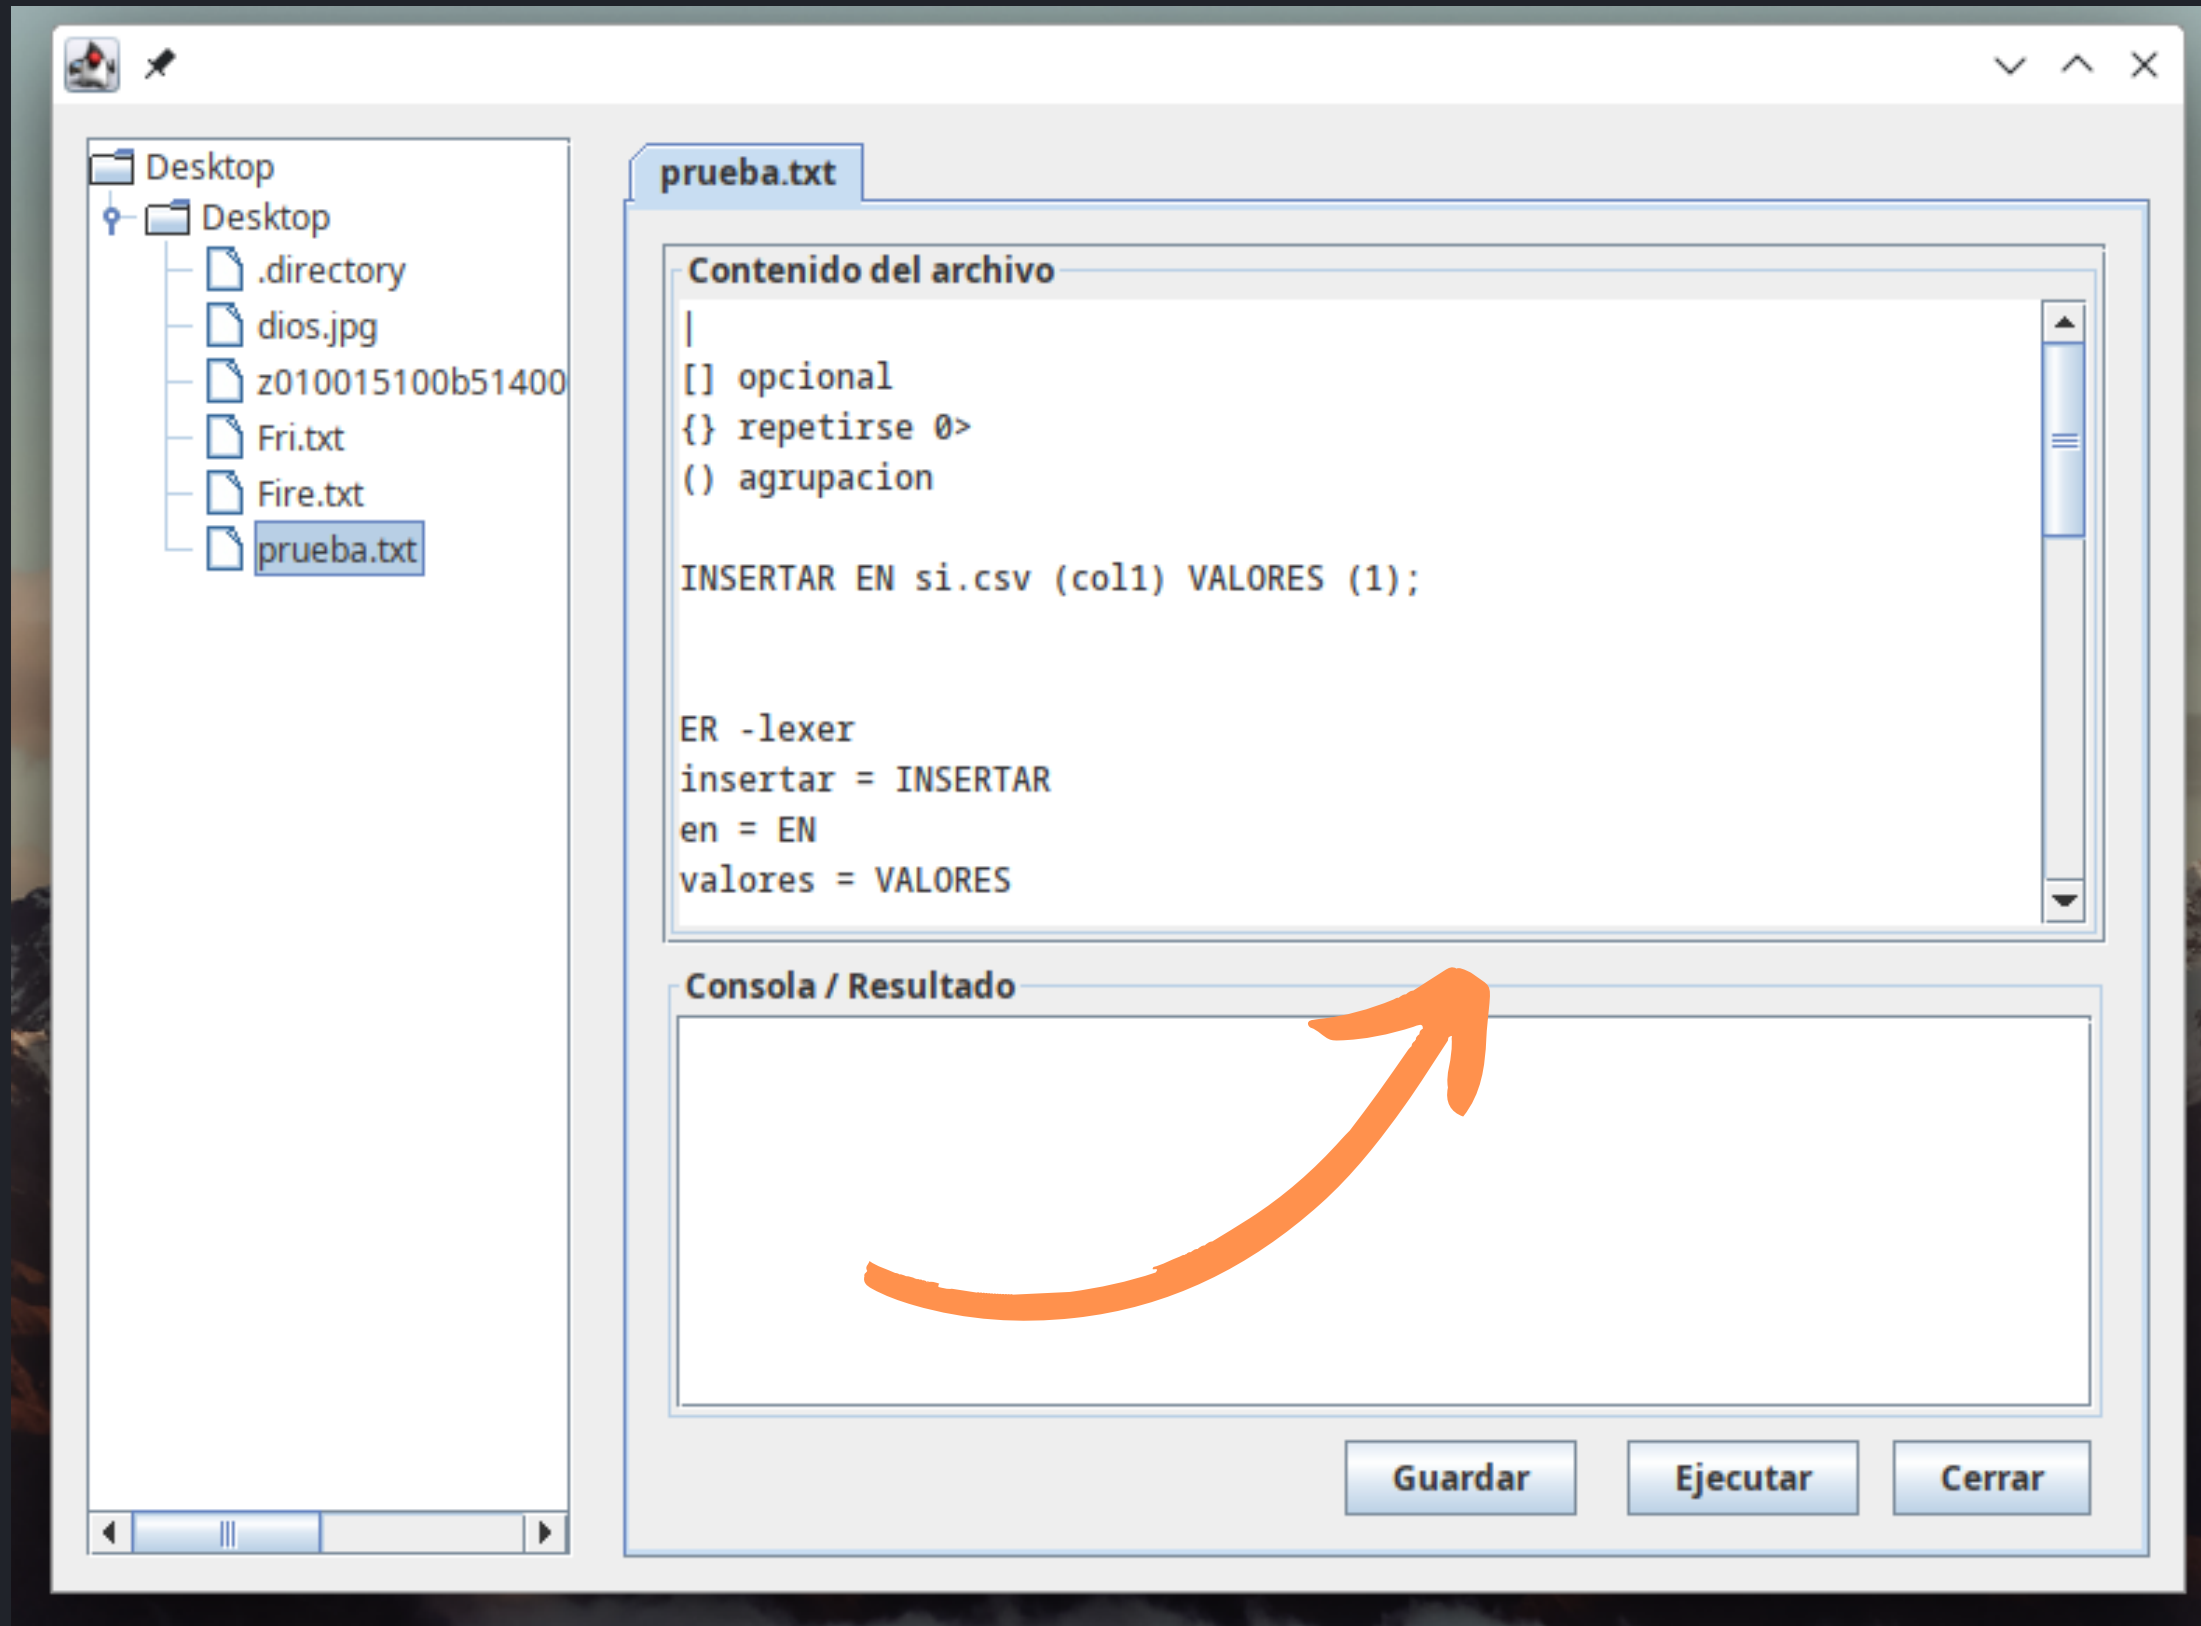 Desktop
Desktop
.directory
dios.jpg
z010015100b51400
Fri.txt
Fire.txt
prueba.txt
prueba.txt
Contenido del archivo
[] opcional
{} repetirse 0>
() agrupacion
INSERTAR EN si.csv (col1) VALORES (1);
ER -lexer
insertar = INSERTAR
en = EN
valores = VALORES
Consola / Resultado
Guardar Ejecutar Cerrar